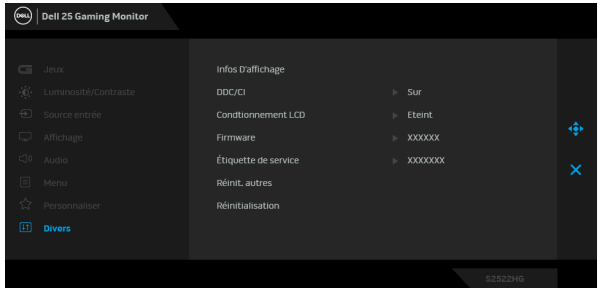 DELL Dell 25 Gaming Monitor
Jeux Infos D'affichage
Luminosité/Contraste DDC/CI Sur
Source entrée Condtionnement LCD Eteint
Affichage Firmware XXXXXX
Audio Étiquette de service XXXXXXX
Menu Réinit. autres
Personnaliser Réinitialisation
Divers
S2522HG